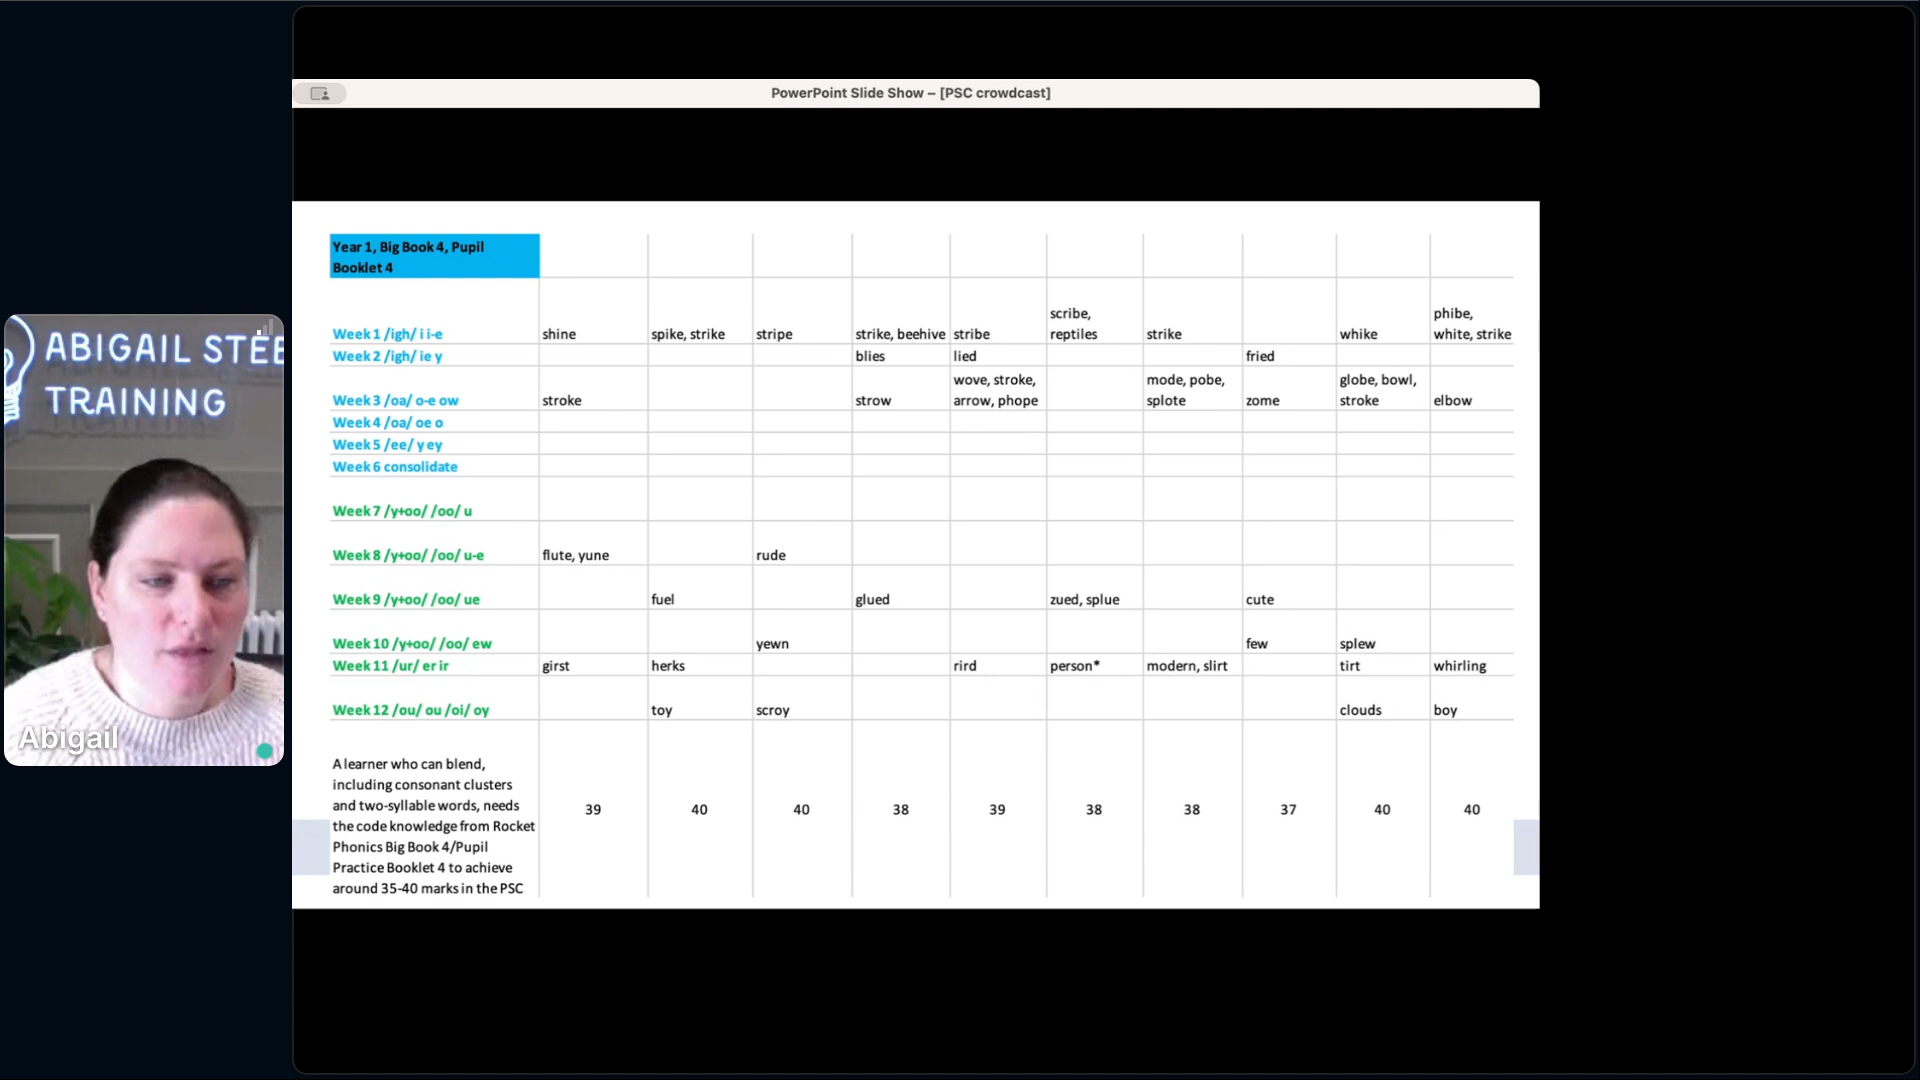 PowerPoint Slide Show – [PSC crowdcast]
ABIGAIL STEE
TRAINING
Abigail
Year 1, Big Book 4, Pupil
Booklet 4
Week 1 /igh/ i i-e shine spike, strike stripe strike, beehive stribe scribe, reptiles strike whike phibe, white, strike
Week 2 /igh/ ie y blies lied fried
Week 3 /oa/ o-e ow stroke strow wove, stroke, arrow, phope mode, pobe, splote zome globe, bowl, stroke elbow
Week 4 /oa/ oe o
Week 5 /ee/ y ey
Week 6 consolidate
Week 7 /y+oo/ /oo/ u
Week 8 /y+oo/ /oo/ u-e flute, yune rude
Week 9 /y+oo/ /oo/ ue fuel glued zued, splue cute
Week 10 /y+oo/ /oo/ ew yewn few splew
Week 11 /ur/ er ir girst herks rird person* modern, slirt tirt whirling
Week 12 /ou/ ou /oi/ oy toy scroy clouds boy
A learner who can blend,
including consonant clusters
and two-syllable words, needs
the code knowledge from Rocket
Phonics Big Book 4/Pupil
Practice Booklet 4 to achieve
around 35-40 marks in the PSC
39 40 40 38 39 38 38 37 40 40